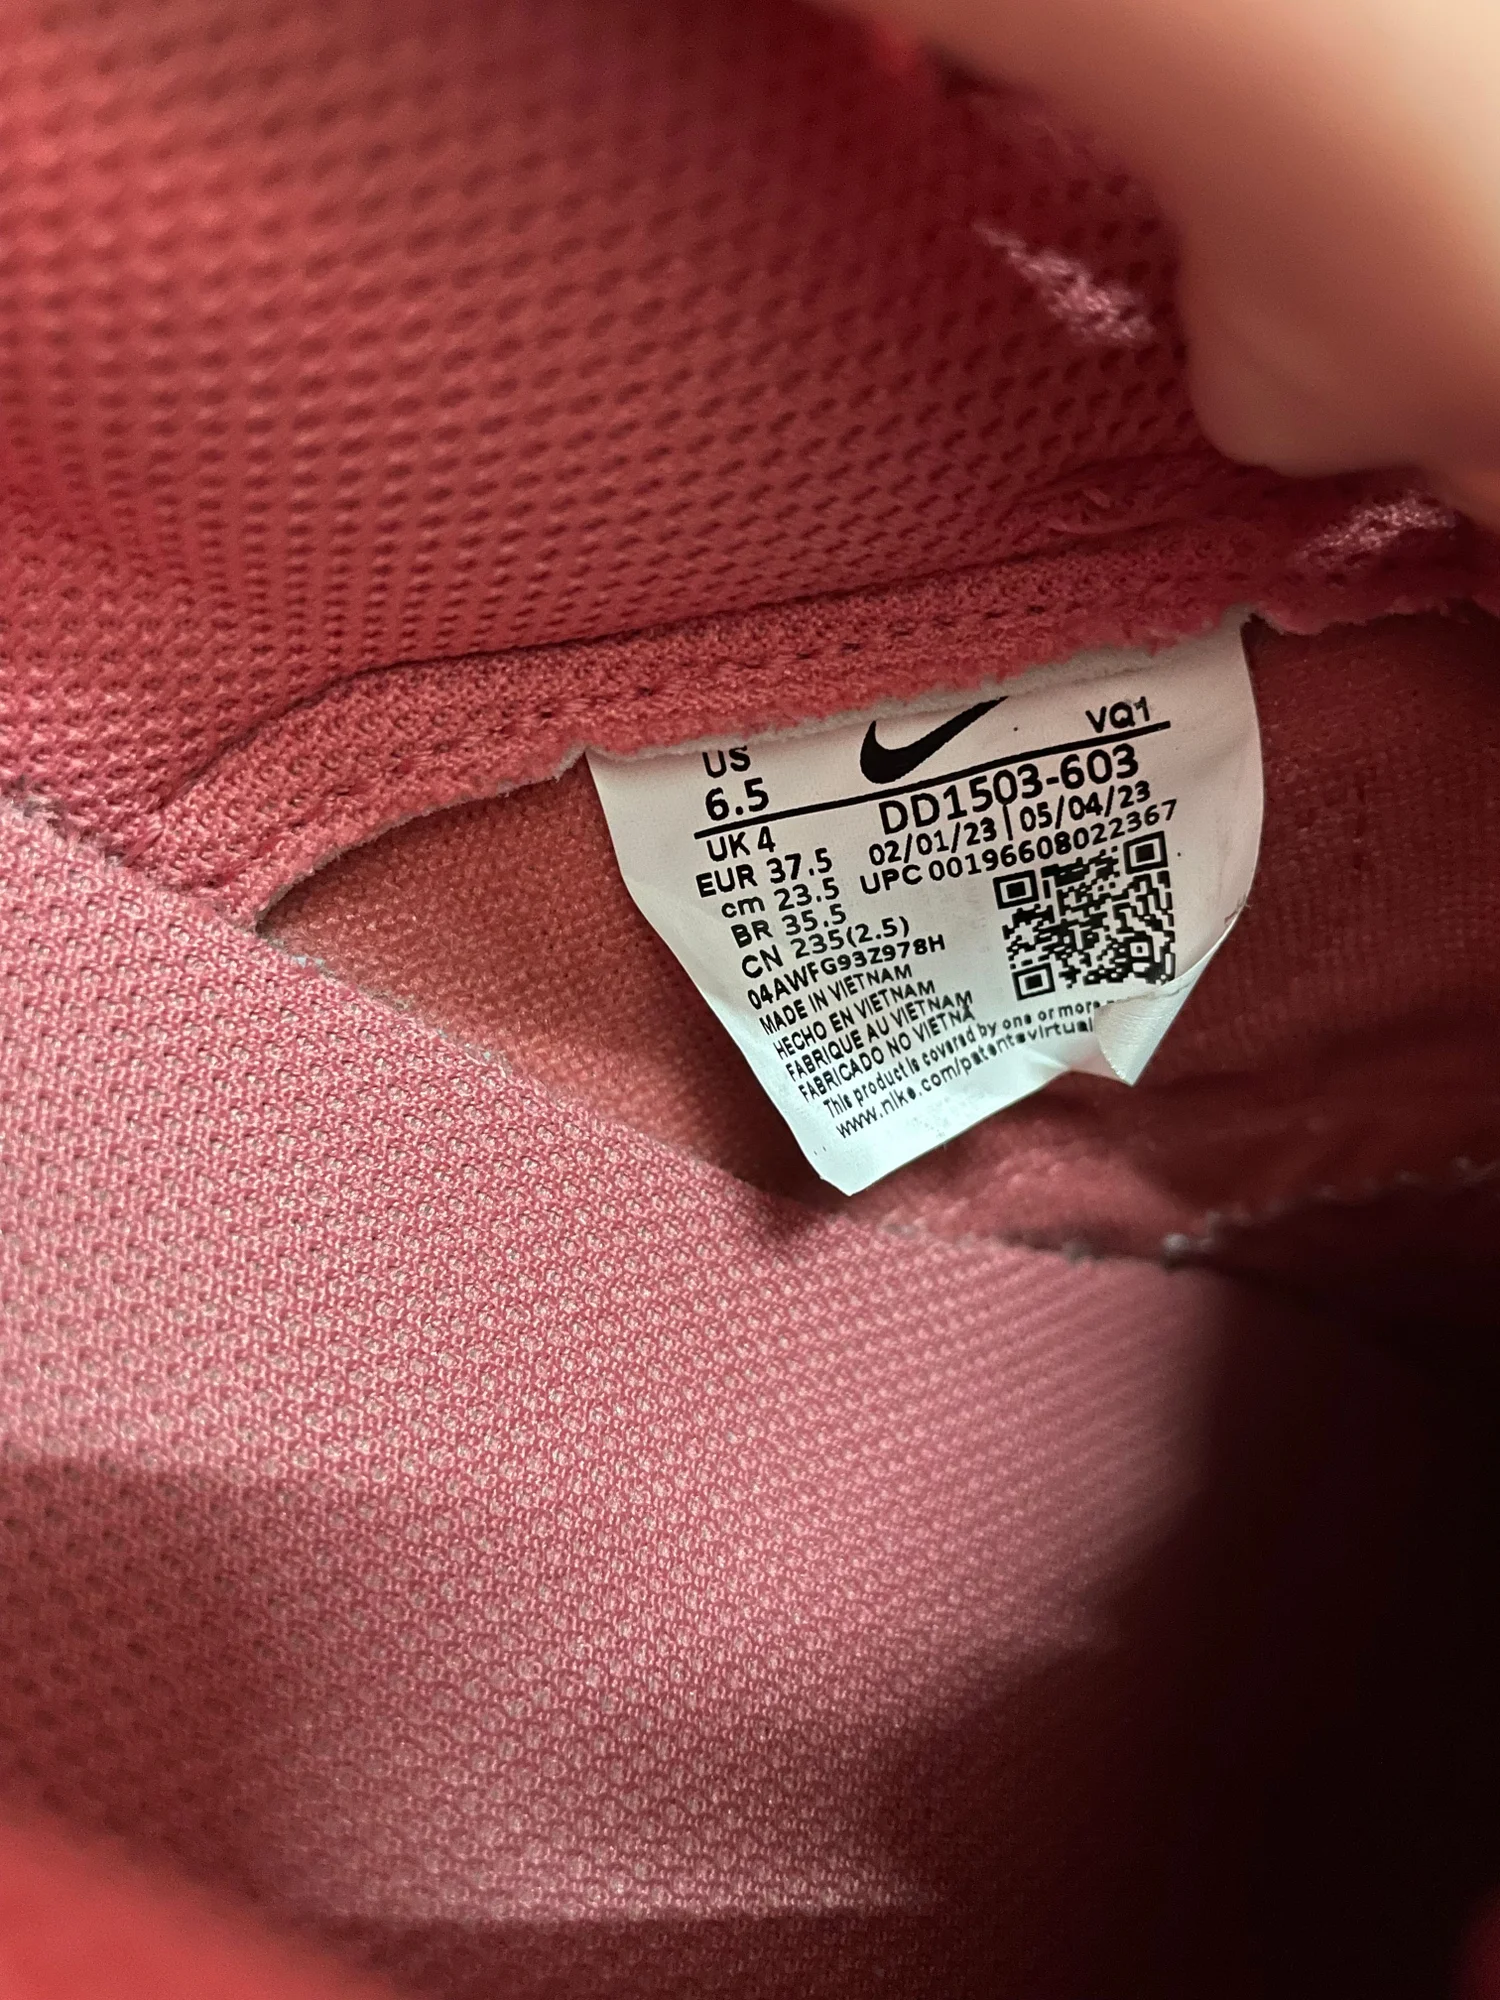 US
6.5
VQ1
UK 4
EUR 37.5
cm 23.5
BR 35.5
CN 235(2.5)
DD1503-603
02/01/23 | 05/04/23
UPC 00196608022367
04AWFG93Z978H
MADE IN VIETNAM
HECHO EN VIETNAM
FABRIQUE AU VIETNAM
FABRICADO NO VIETNÃ
This product is covered by one or more
www.nike.com/patentsvirtual